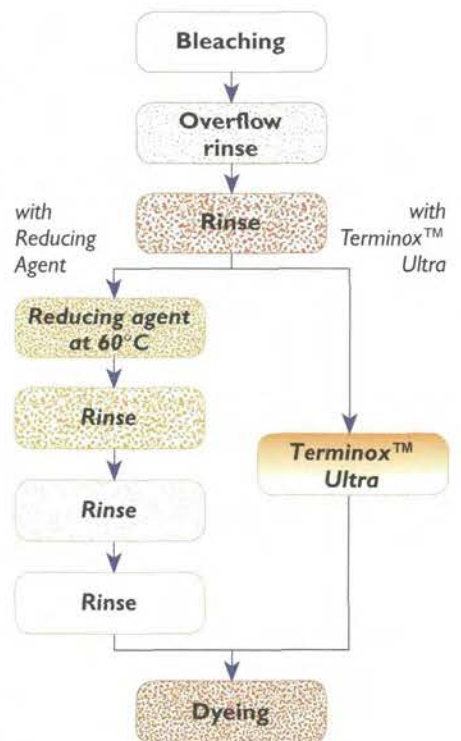 Bleaching
Overflow
rinse
Rinse
with
Reducing
Agent
with
Terminox™
Ultra
Reducing agent
at 60°C
Rinse
Rinse
Rinse
Terminox™
Ultra
Dyeing